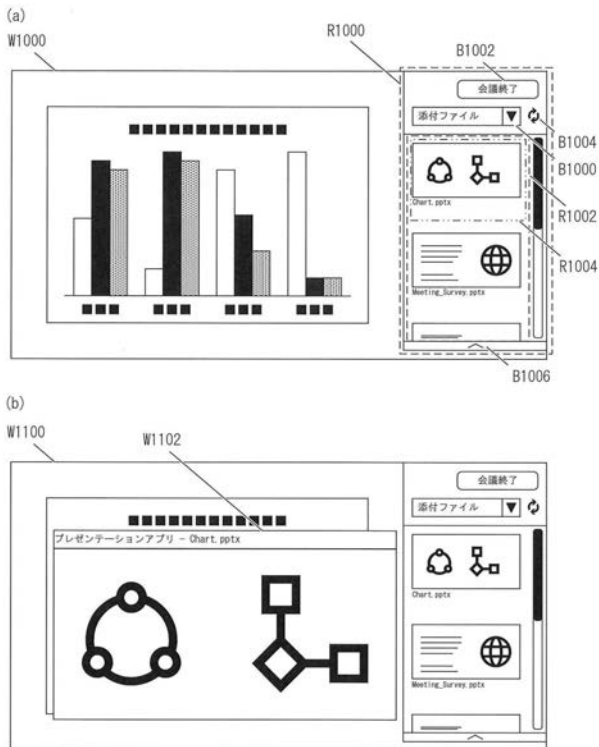 (a)
W1000
R1000
B1002
会議終了
添付ファイル ▼
B1004
B1000
R1002
Chart.pptx
R1004
Meeting_Survey.pptx
B1006
(b)
W1100
W1102
会議終了
添付ファイル ▼
プレゼンテーションアプリ - Chart.pptx
Chart.pptx
Meeting_Survey.pptx